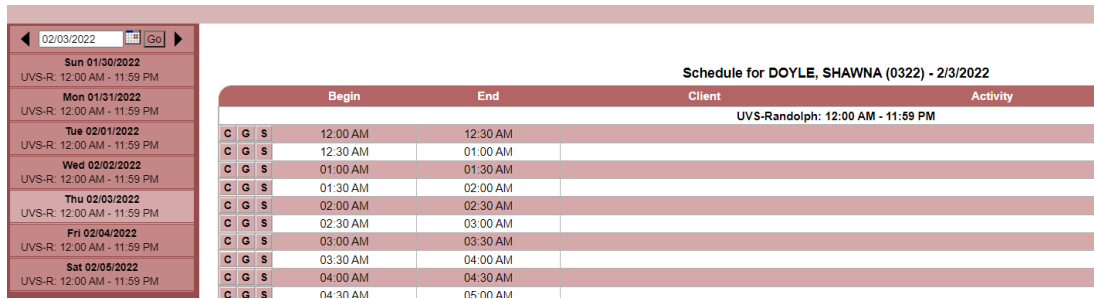 02/03/2022 Go
Sun 01/30/2022
UVS-R: 12:00 AM - 11:59 PM
Mon 01/31/2022
UVS-R: 12:00 AM - 11:59 PM
Tue 02/01/2022
UVS-R: 12:00 AM - 11:59 PM
Wed 02/02/2022
UVS-R: 12:00 AM - 11:59 PM
Thu 02/03/2022
UVS-R: 12:00 AM - 11:59 PM
Fri 02/04/2022
UVS-R: 12:00 AM - 11:59 PM
Sat 02/05/2022
UVS-R: 12:00 AM - 11:59 PM
Schedule for DOYLE, SHAWNA (0322) - 2/3/2022
Begin End Client Activity
UVS-Randolph: 12:00 AM - 11:59 PM
C G S 12:00 AM 12:30 AM
C G S 12:30 AM 01:00 AM
C G S 01:00 AM 01:30 AM
C G S 01:30 AM 02:00 AM
C G S 02:00 AM 02:30 AM
C G S 02:30 AM 03:00 AM
C G S 03:00 AM 03:30 AM
C G S 03:30 AM 04:00 AM
C G S 04:00 AM 04:30 AM
C G S 04:30 AM 05:00 AM